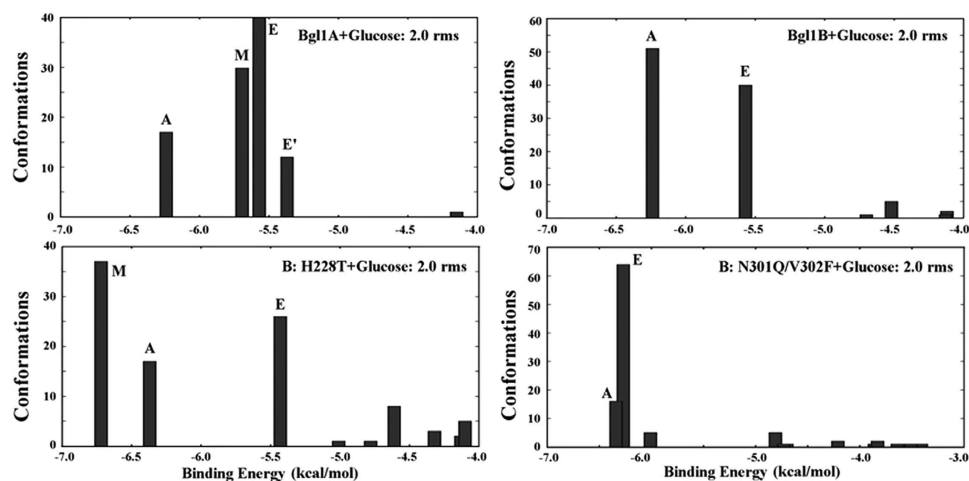 Bgl1A+Glucose: 2.0 rms
Conformations
40
30
20
10
0
A
M
E
E'
-7.0 -6.5 -6.0 -5.5 -5.0 -4.5 -4.0
Bgl1B+Glucose: 2.0 rms
Conformations
60
50
40
30
20
10
0
A
E
-7.0 -6.5 -6.0 -5.5 -5.0 -4.5 -4.0
B: H228T+Glucose: 2.0 rms
Conformations
40
30
20
10
0
M
A
E
-7.0 -6.5 -6.0 -5.5 -5.0 -4.5 -4.0
Binding Energy (kcal/mol)
B: N301Q/V302F+Glucose: 2.0 rms
Conformations
70
60
50
40
30
20
10
0
A
E
-7.0 -6.0 -5.0 -4.0 -3.0
Binding Energy (kcal/mol)